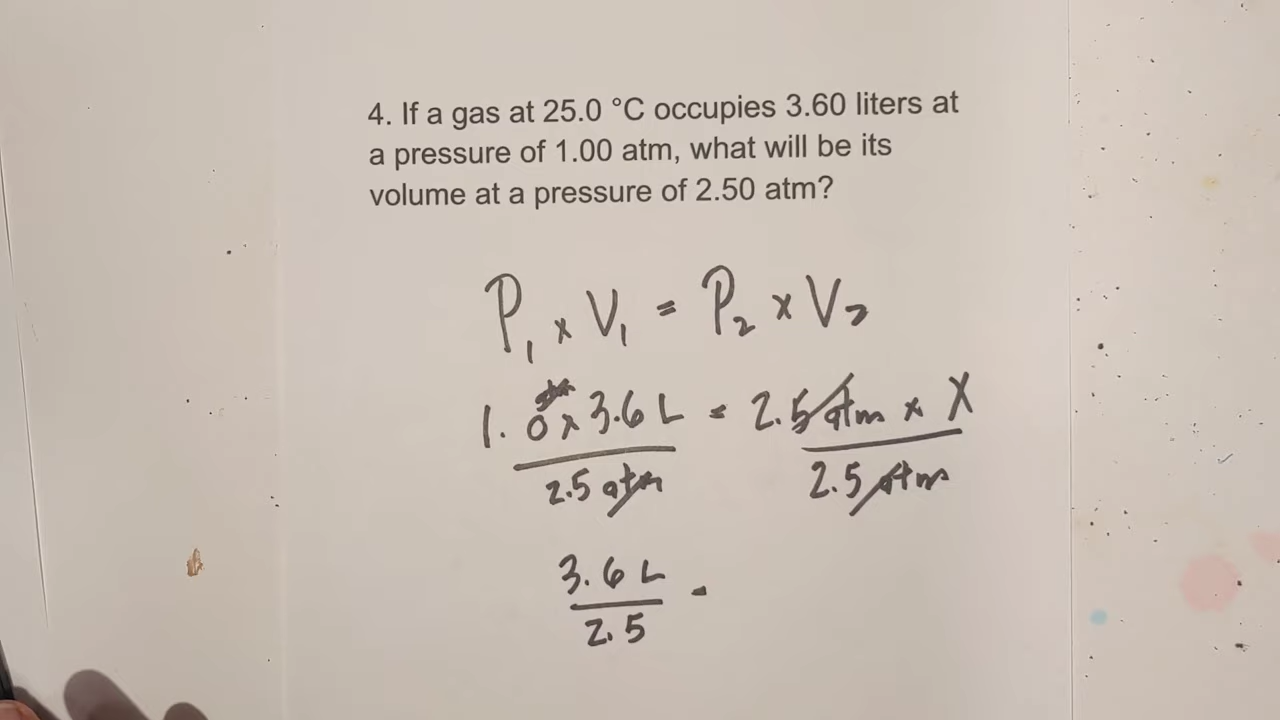 4. If a gas at 25.0 °C occupies 3.60 liters at
a pressure of 1.00 atm, what will be its
volume at a pressure of 2.50 atm?
P₁ x V₁ = P₂ x V₂
1.0 atm x 3.6 L = 2.5 atm x X
2.5 atm 2.5 atm
3.6 L -
2.5